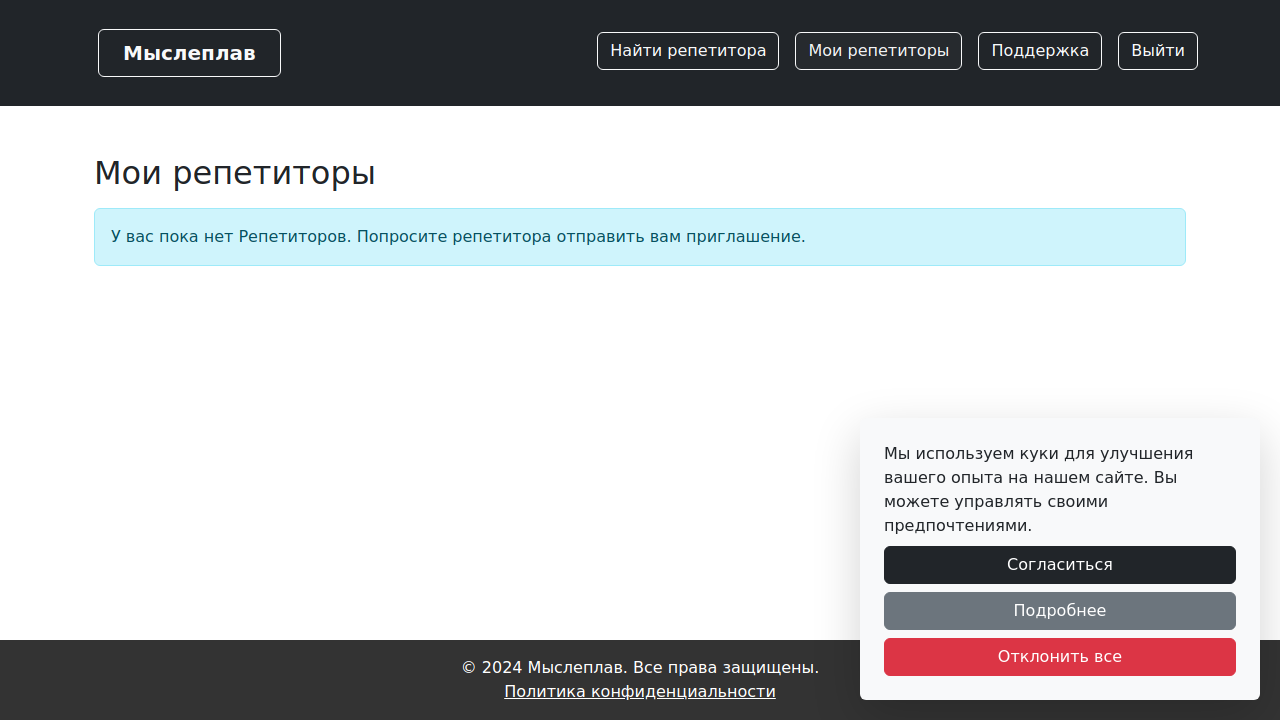 Мыслеплав
Найти репетитора
Мои репетиторы
Поддержка
Выйти
Мои репетиторы
У вас пока нет Репетиторов. Попросите репетитора отправить вам приглашение.
Мы используем куки для улучшения
вашего опыта на нашем сайте. Вы
можете управлять своими
предпочтениями.
Согласиться
Подробнее
Отклонить все
© 2024 Мыслеплав. Все права защищены.
Политика конфиденциальности